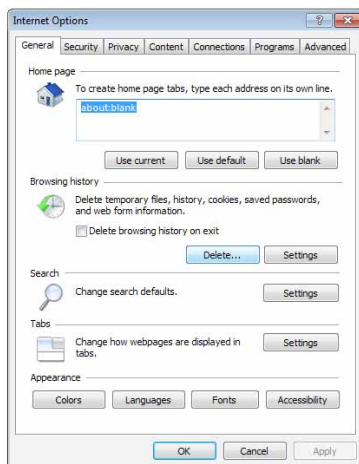 Internet Options
General Security Privacy Content Connections Programs Advanced
Home page
To create home page tabs, type each address on its own line.
about:blank
Use current Use default Use blank
Browsing history
Delete temporary files, history, cookies, saved passwords,
and web form information.
Delete browsing history on exit
Delete... Settings
Search
Change search defaults. Settings
Tabs
Change how webpages are displayed in
tabs. Settings
Appearance
Colors Languages Fonts Accessibility
OK Cancel Apply